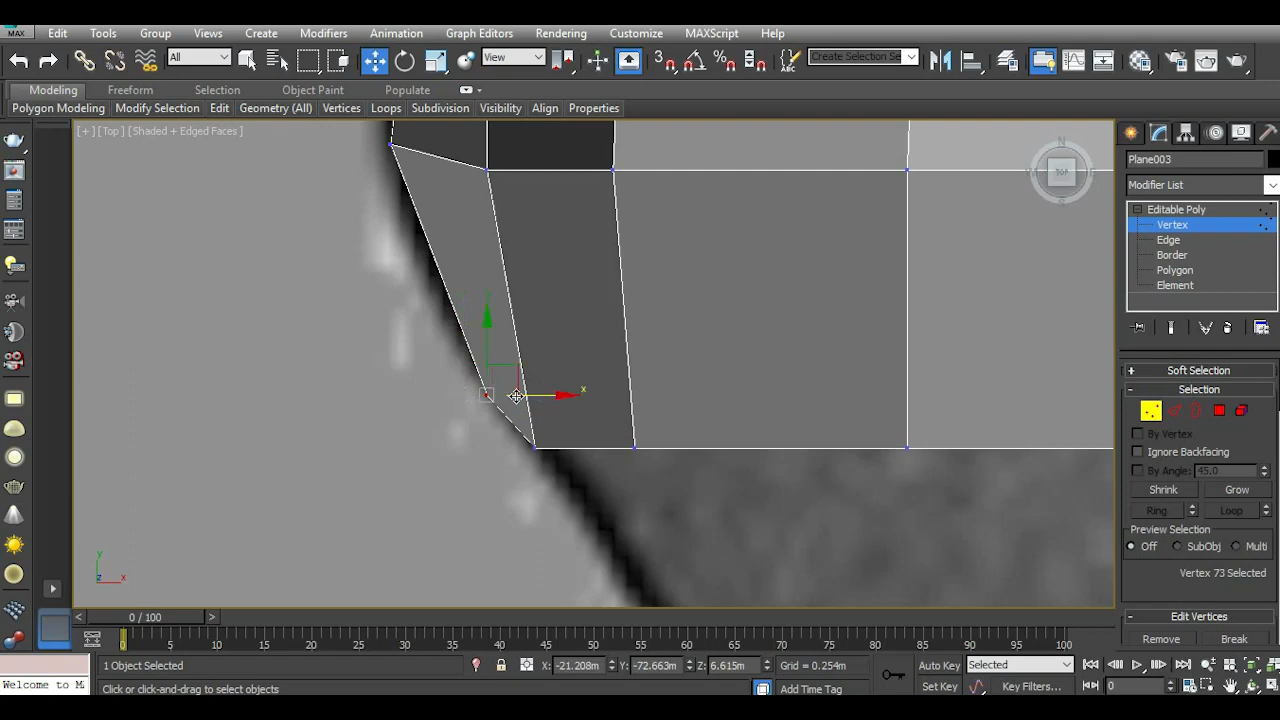 MAX Edit Tools Group Views Create Modifiers Animation Graph Editors Rendering Customize MAXScript Help
All View Create Selection Se
Modeling Freeform Selection Object Paint Populate
Polygon Modeling Modify Selection Edit Geometry (All) Vertices Loops Subdivision Visibility Align Properties
[+] [Top] [Shaded + Edged Faces]
N
TOP
Plane003
Modifier List
Editable Poly
Vertex
Edge
Border
Polygon
Element
Soft Selection
Selection
By Vertex
Ignore Backfacing
By Angle: 45.0
Shrink Grow
Ring Loop
Preview Selection
Off SubObj Multi
Vertex 73 Selected
Edit Vertices
Remove Break
x
y
x
0 / 100
0 5 10 15 20 25 30 35 40 45 50 55 60 65 70 75 80 85 90 95 100
1 Object Selected X: -21.208m Y: -72.663m Z: 6.615m Grid = 0.254m Auto Key Selected
Welcome to M Click or click-and-drag to select objects Add Time Tag Set Key Key Filters... 0